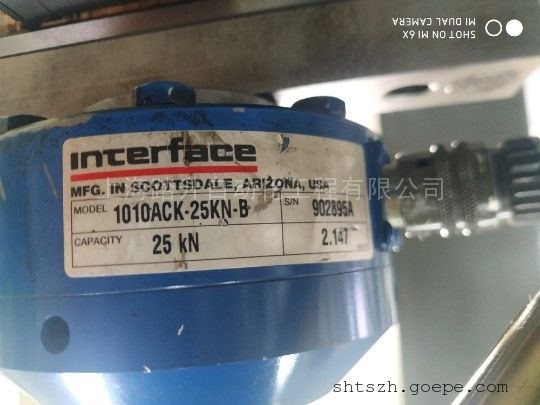 SHOT ON MI 6X
MI DUAL CAMERA
interface
MFG. IN SCOTTSDALE, ARIZONA, USA
MODEL 1010ACK-25KN-B S/N 902895A
CAPACITY 25 kN 2.147
工程有限公司
shtszh.goepe.com